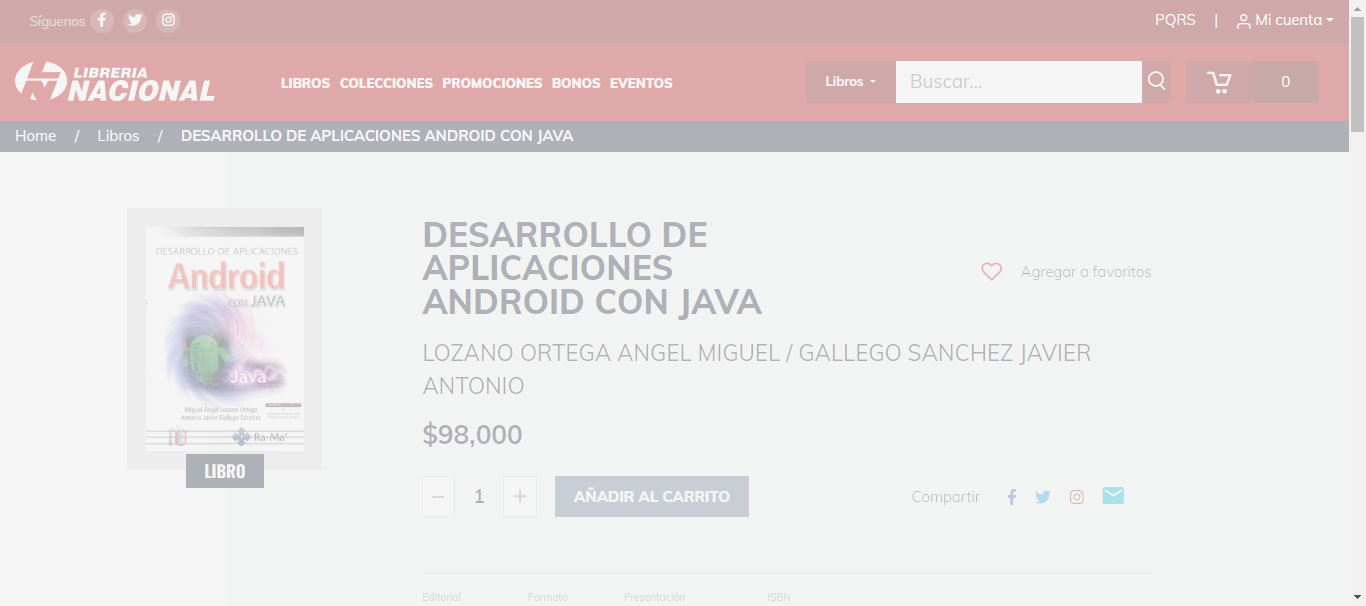 Síguenos
PQRS | Mi cuenta
LIBRERIA
NACIONAL
LIBROS COLECCIONES PROMOCIONES BONOS EVENTOS
Libros
Buscar...
0
Home / Libros / DESARROLLO DE APLICACIONES ANDROID CON JAVA
DESARROLLO DE APLICACIONES
Android
CON JAVA
Java
Miguel Ángel Lozano Ortega
Antonio Javier Gallego Sánchez
Ra-Ma®
LIBRO
DESARROLLO DE
APLICACIONES
ANDROID CON JAVA
Agregar a favoritos
LOZANO ORTEGA ANGEL MIGUEL / GALLEGO SANCHEZ JAVIER
ANTONIO
$98,000
− 1 +
AÑADIR AL CARRITO
Compartir
Editorial Formato Presentación ISBN